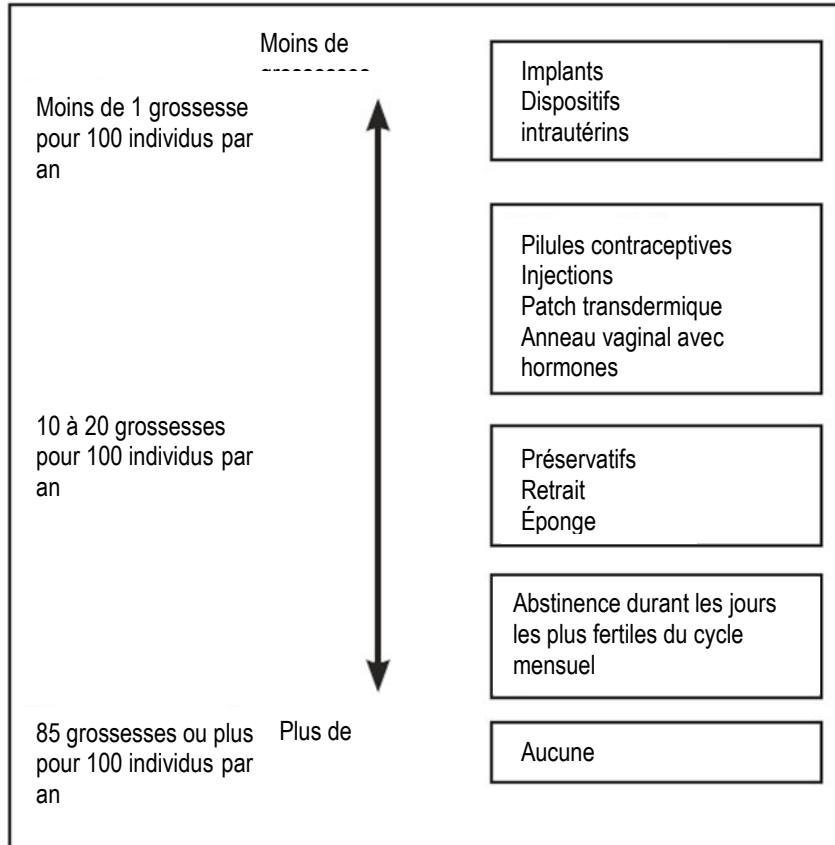 Moins de
Moins de 1 grossesse
pour 100 individus par
an
Implants
Dispositifs
intrautérins
Pilules contraceptives
Injections
Patch transdermique
Anneau vaginal avec
hormones
10 à 20 grossesses
pour 100 individus par
an
Préservatifs
Retrait
Éponge
Abstinence durant les jours
les plus fertiles du cycle
mensuel
85 grossesses ou plus
pour 100 individus par
an
Plus de
Aucune